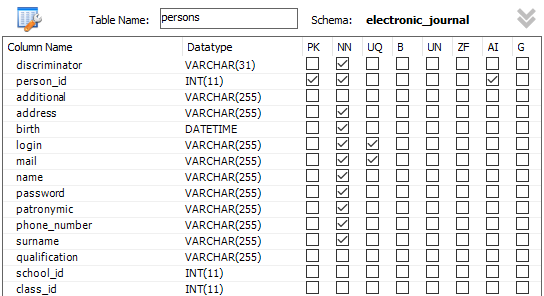 Table Name: persons Schema: electronic_journal
Column Name Datatype PK NN UQ B UN ZF AI G
discriminator VARCHAR(31)
person_id INT(11)
additional VARCHAR(255)
address VARCHAR(255)
birth DATETIME
login VARCHAR(255)
mail VARCHAR(255)
name VARCHAR(255)
password VARCHAR(255)
patronymic VARCHAR(255)
phone_number VARCHAR(255)
surname VARCHAR(255)
qualification VARCHAR(255)
school_id INT(11)
class_id INT(11)